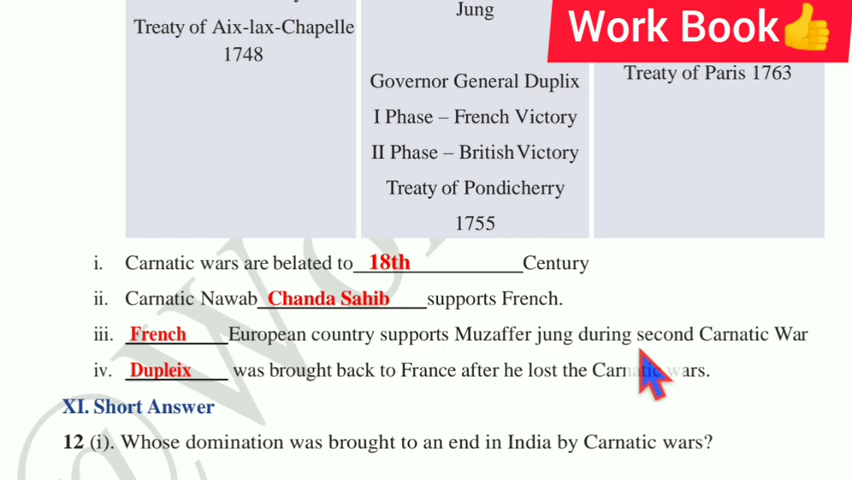 Treaty of Aix-lax-Chapelle
1748
Jung
Governor General Duplix
I Phase – French Victory
II Phase – British Victory
Treaty of Pondicherry
1755
Work Book👍
Treaty of Paris 1763
i. Carnatic wars are belated to 18th Century
ii. Carnatic Nawab Chanda Sahib supports French.
iii. French European country supports Muzaffer jung during second Carnatic War
iv. Dupleix was brought back to France after he lost the Carnatic wars.
XI. Short Answer
12 (i). Whose domination was brought to an end in India by Carnatic wars?